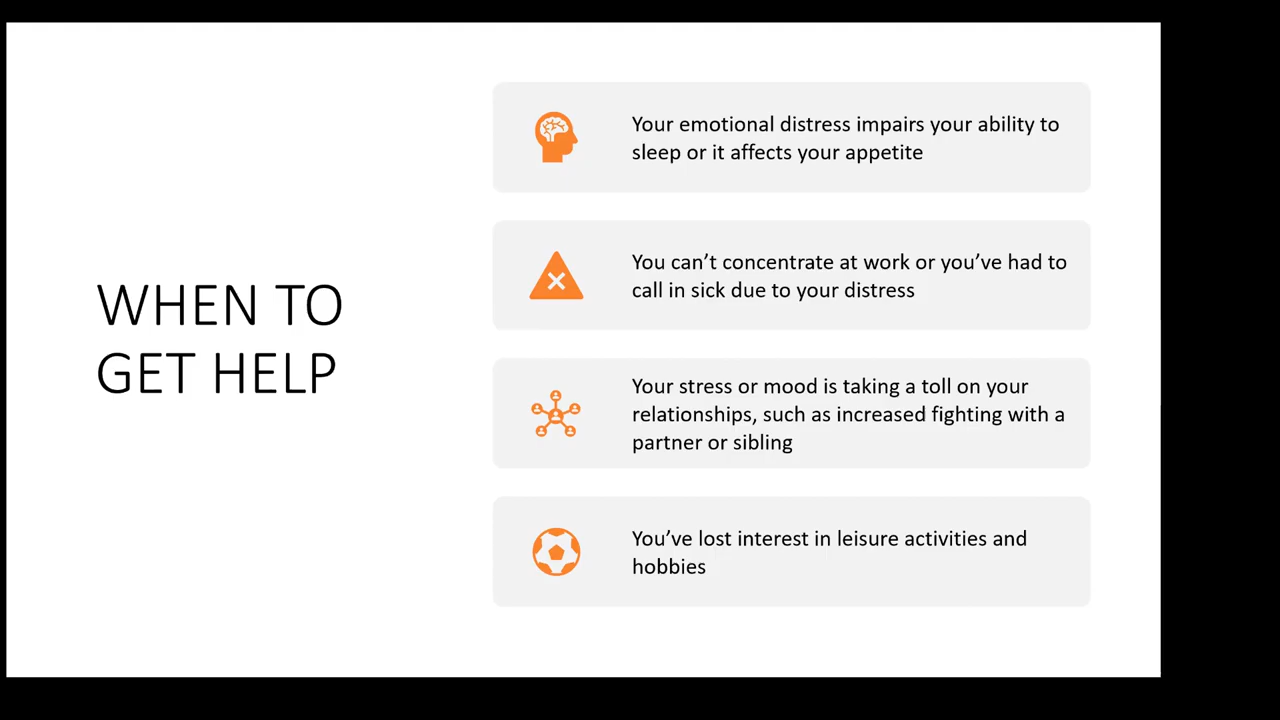 WHEN TO
GET HELP
Your emotional distress impairs your ability to
sleep or it affects your appetite
You can’t concentrate at work or you’ve had to
call in sick due to your distress
Your stress or mood is taking a toll on your
relationships, such as increased fighting with a
partner or sibling
You’ve lost interest in leisure activities and
hobbies